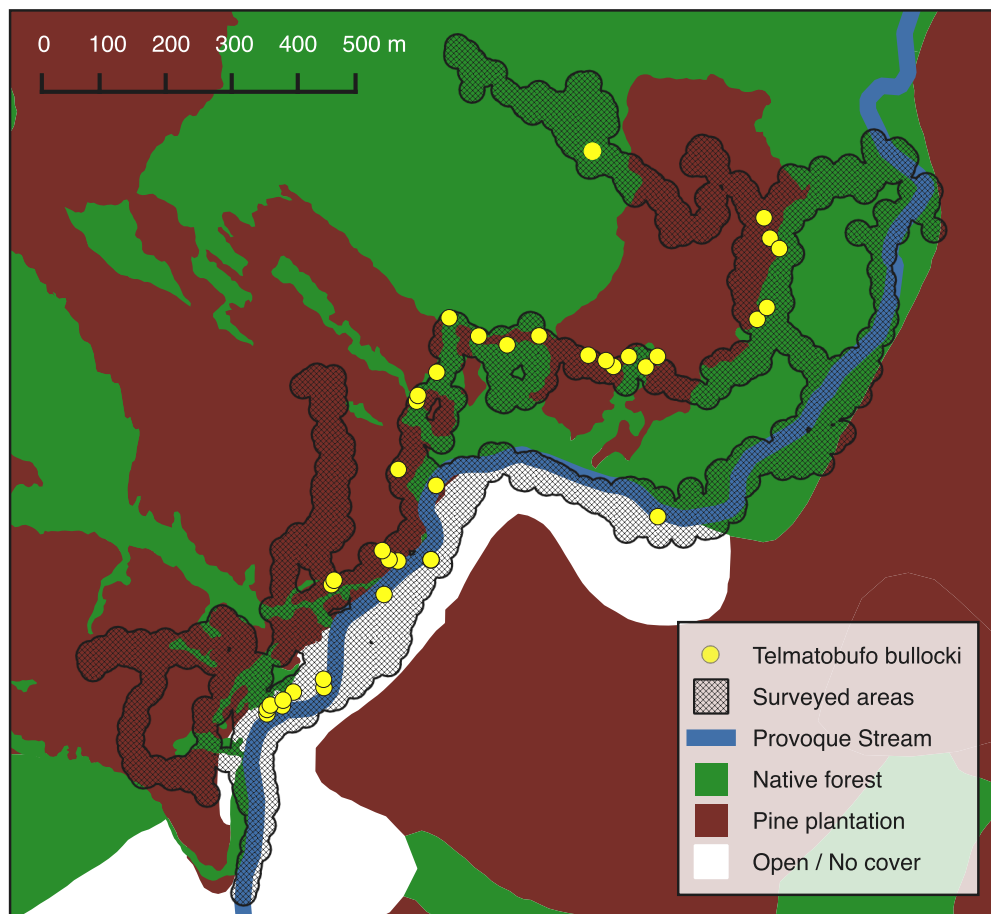 0 100 200 300 400 500 m
Telmatobufo bullocki
Surveyed areas
Provoque Stream
Native forest
Pine plantation
Open / No cover